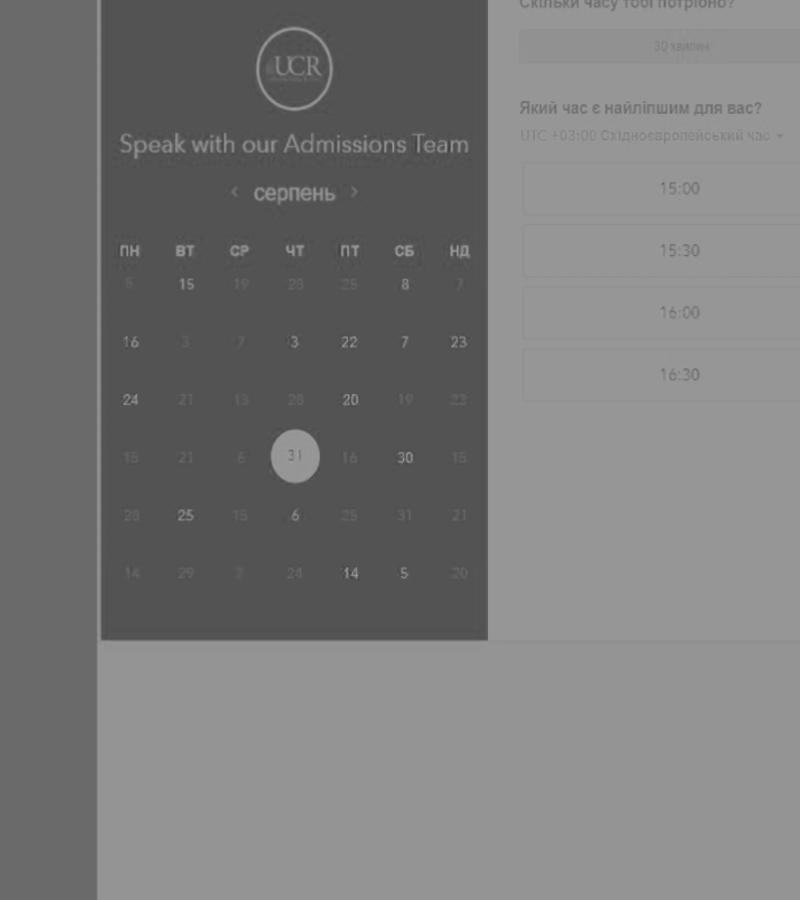 UCR
Speak with our Admissions Team
‹ серпень ›
ПН ВТ СР ЧТ ПТ СБ НД
5 15 19 28 25 8 7
16 3 7 3 22 7 23
24 21 13 28 20 19 23
15 21 6 31 16 30 15
28 25 15 6 25 31 21
14 29 2 24 14 5 20
Скільки часу тобі потрібно?
30 хвилин
Який час є найліпшим для вас?
UTC +03:00 Східноєвропейський час
15:00
15:30
16:00
16:30